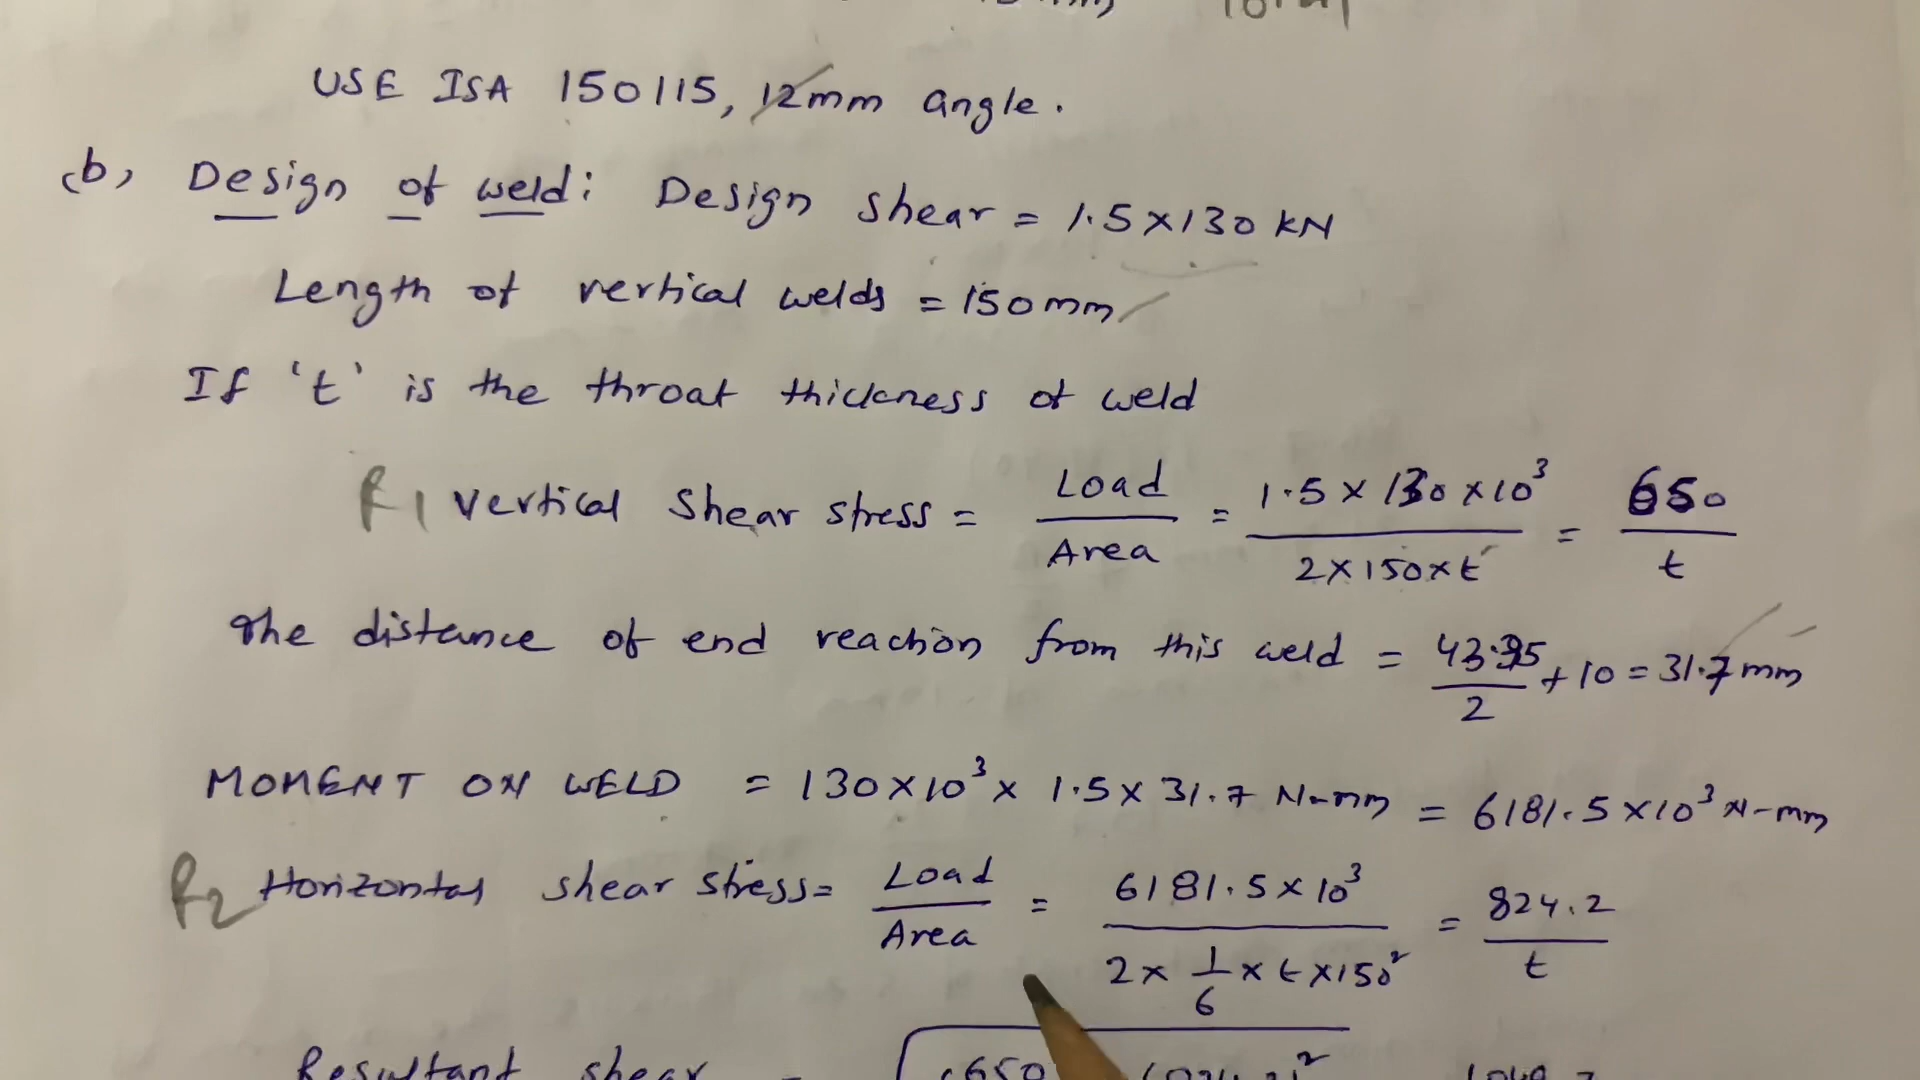 USE ISA 150115, 12mm angle.
(b) Design of weld: Design shear = 1.5×130 kN
Length of vertical welds = 150mm
If 't' is the throat thickness of weld
f1 vertical shear stress = Load/Area = 1.5×130×10³/2×150×t = 650/t
The distance of end reaction from this weld = 43.35/2 + 10 = 31.7mm
MOMENT ON WELD = 130×10³× 1.5× 31.7 N-mm = 6181.5×10³ N-mm
f2 Horizontal shear stress = Load/Area = 6181.5×10³/2×1/6×t×150² = 824.2/t
Resultant shear